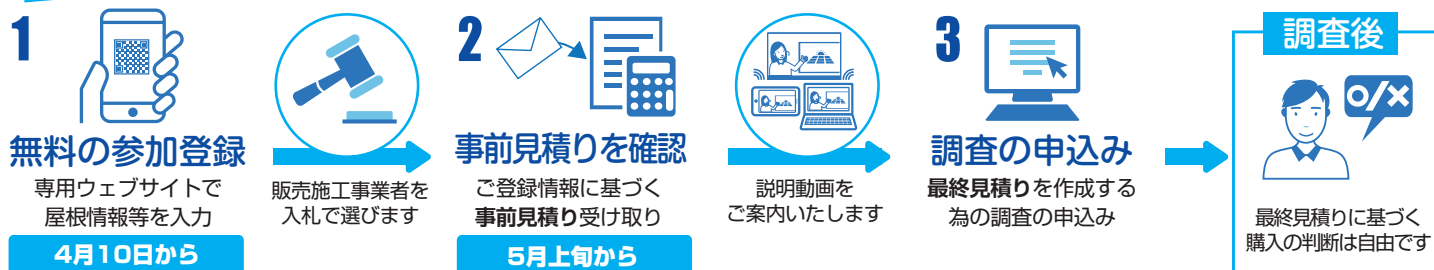 1
無料の参加登録
専用ウェブサイトで
屋根情報等を入力
4月10日から
販売施工事業者を
入札で選びます
2
事前見積りを確認
ご登録情報に基づく
事前見積り受け取り
5月上旬から
説明動画を
ご案内いたします
3
調査の申込み
最終見積りを作成する
為の調査の申込み
調査後
o/x
最終見積りに基づく
購入の判断は自由です